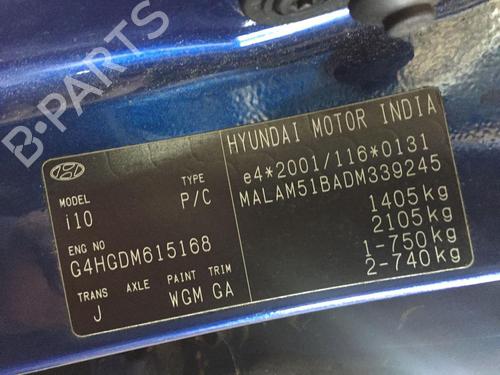 B-PARTS
HYUNDAI MOTOR INDIA
e4*2001/116*0131
MALAM51BADM339245
1405kg
2105kg
1-750kg
2-740kg
MODEL TYPE
i10 P/C
ENG NO
G4HGDM615168
TRANS AXLE PAINT TRIM
J WGM GA